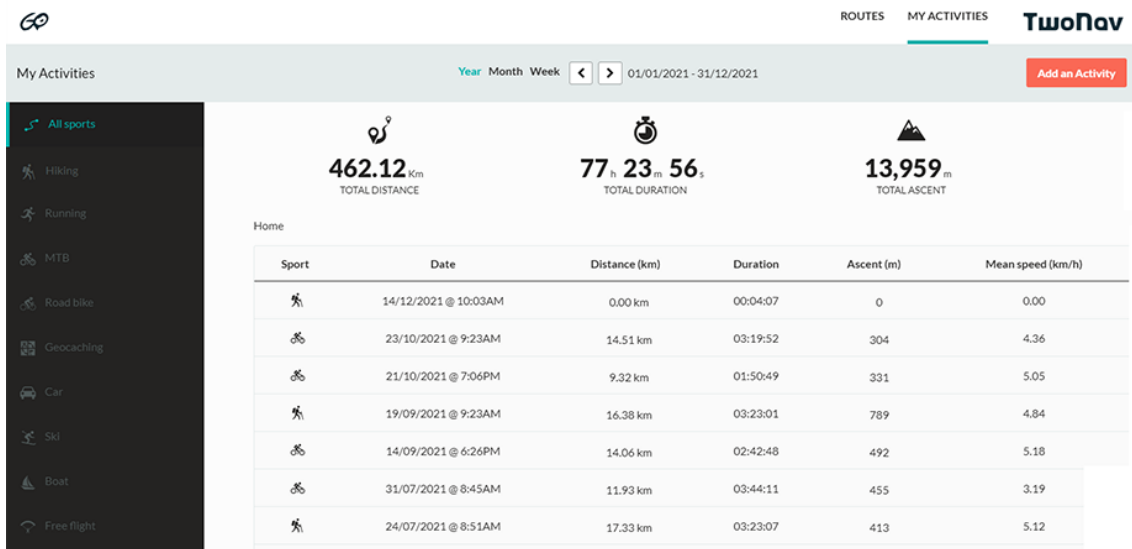 ROUTES MY ACTIVITIES TwoNav
My Activities Year Month Week 01/01/2021 - 31/12/2021 Add an Activity
All sports
Hiking
Running
MTB
Road bike
Geocaching
Car
Ski
Boat
Free flight
462.12 Km 77 h 23 m 56 s 13,959 m
TOTAL DISTANCE TOTAL DURATION TOTAL ASCENT
Home
Sport Date Distance (km) Duration Ascent (m) Mean speed (km/h)
14/12/2021 @ 10:03AM 0.00 km 00:04:07 0 0.00
23/10/2021 @ 9:23AM 14.51 km 03:19:52 304 4.36
21/10/2021 @ 7:06PM 9.32 km 01:50:49 331 5.05
19/09/2021 @ 9:23AM 16.38 km 03:23:01 789 4.84
14/09/2021 @ 6:26PM 14.06 km 02:42:48 492 5.18
31/07/2021 @ 8:45AM 11.93 km 03:44:11 455 3.19
24/07/2021 @ 8:51AM 17.33 km 03:23:07 413 5.12